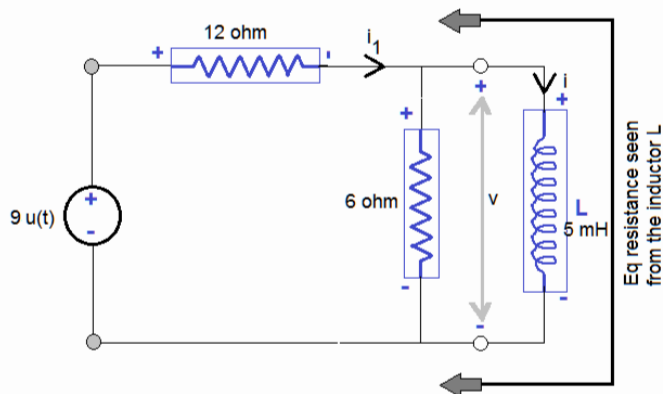 12 ohm
+ -
i1
i
+
+
+
9 u(t)
+
-
6 ohm
v
L
5 mH
-
-
-
Eq resistance seen
from the inductor L